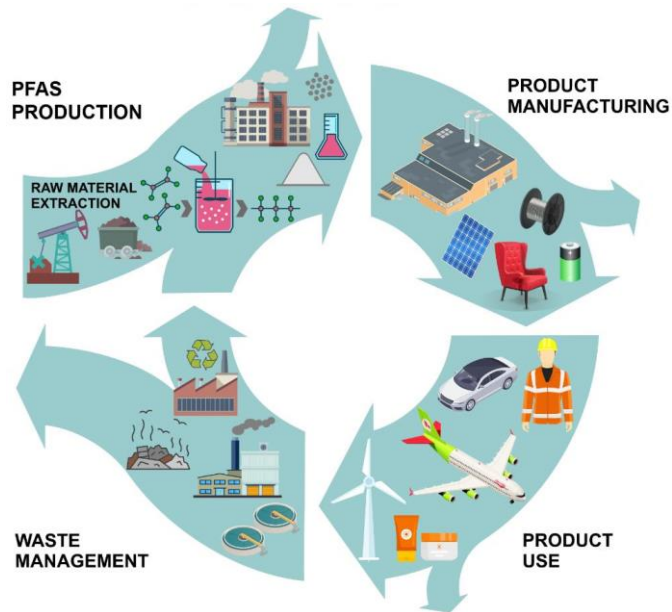 PFAS
PRODUCTION
RAW MATERIAL
EXTRACTION
PRODUCT
MANUFACTURING
WASTE
MANAGEMENT
PRODUCT
USE